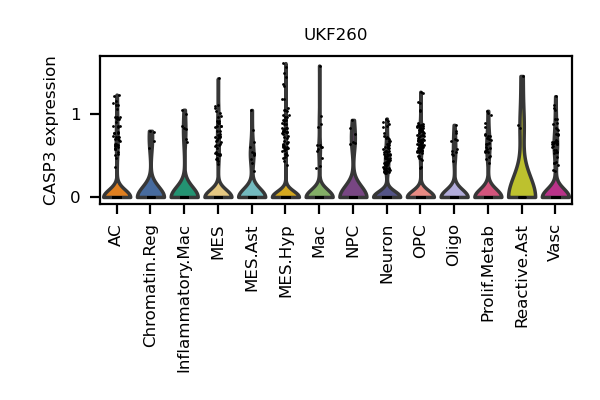 UKF260
CASP3 expression
1
0
AC
Chromatin.Reg
Inflammatory.Mac
MES
MES.Ast
MES.Hyp
Mac
NPC
Neuron
OPC
Oligo
Prolif.Metab
Reactive.Ast
Vasc